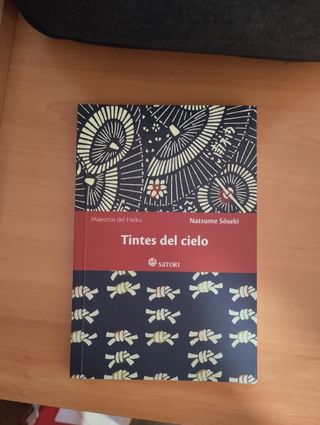 Maestros del Haiku
Natsume Sōseki
Tintes del cielo
SATORI